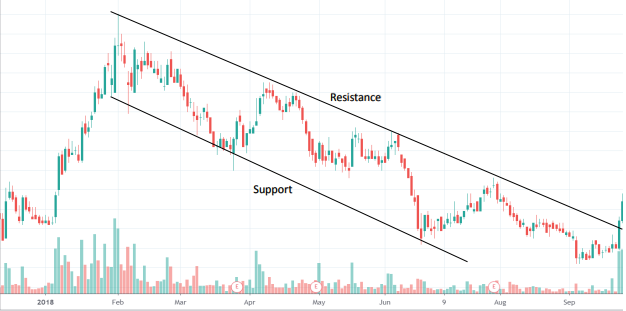 Resistance
Support
E E E
2018 Feb Mar Apr May Jun 9 Aug Sep